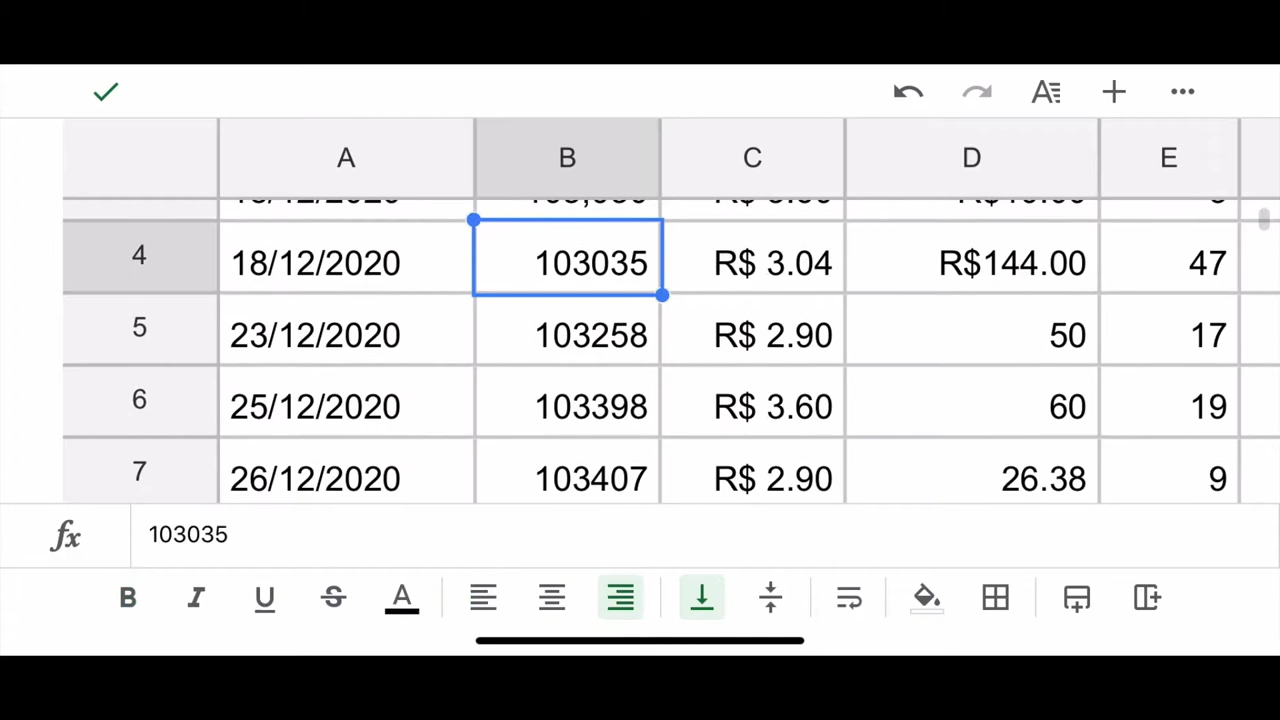 A B C D E
4 18/12/2020 103035 R$ 3.04 R$144.00 47
5 23/12/2020 103258 R$ 2.90 50 17
6 25/12/2020 103398 R$ 3.60 60 19
7 26/12/2020 103407 R$ 2.90 26.38 9
fx 103035
B I U S A